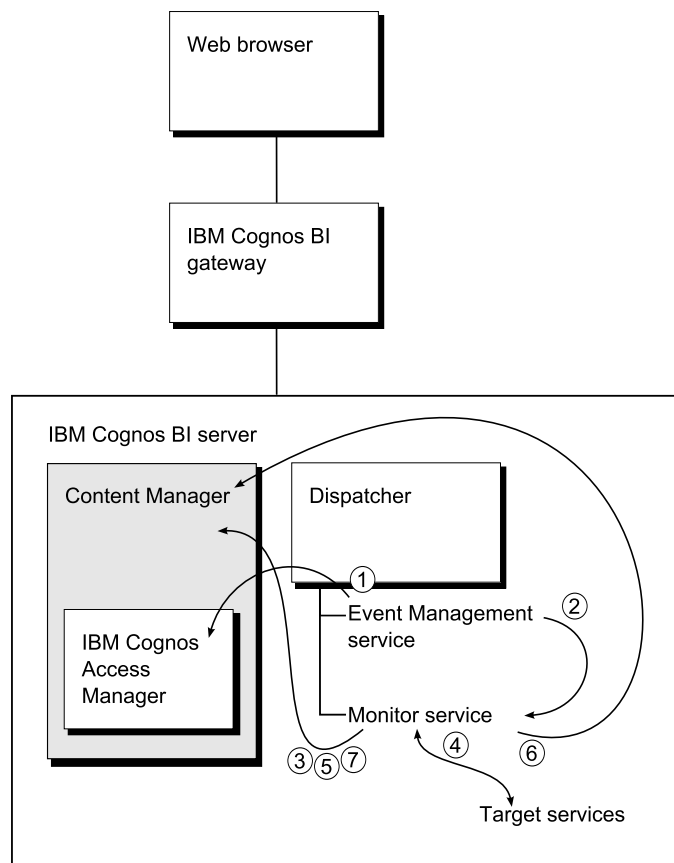 Web browser
IBM Cognos BI
gateway
IBM Cognos BI server
Content Manager
Dispatcher
1
Event Management
service
2
IBM Cognos
Access
Manager
Monitor service
3
5
7
4
6
Target services